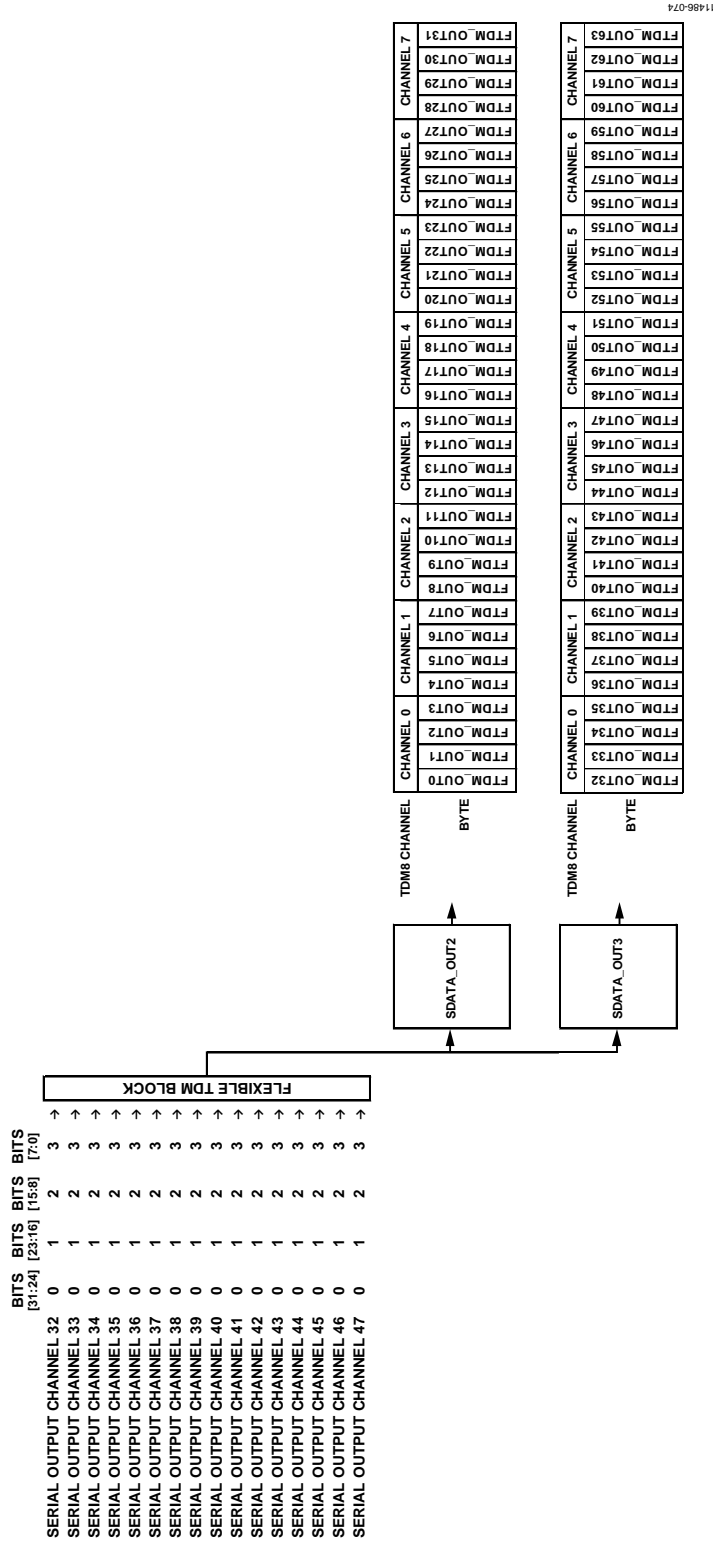 BITS [31:24] BITS [23:16] BITS [15:8] BITS [7:0]
SERIAL OUTPUT CHANNEL 32 0 1 2 3 →
SERIAL OUTPUT CHANNEL 33 0 1 2 3 →
SERIAL OUTPUT CHANNEL 34 0 1 2 3 →
SERIAL OUTPUT CHANNEL 35 0 1 2 3 →
SERIAL OUTPUT CHANNEL 36 0 1 2 3 →
SERIAL OUTPUT CHANNEL 37 0 1 2 3 →
SERIAL OUTPUT CHANNEL 38 0 1 2 3 →
SERIAL OUTPUT CHANNEL 39 0 1 2 3 →
SERIAL OUTPUT CHANNEL 40 0 1 2 3 →
SERIAL OUTPUT CHANNEL 41 0 1 2 3 →
SERIAL OUTPUT CHANNEL 42 0 1 2 3 →
SERIAL OUTPUT CHANNEL 43 0 1 2 3 →
SERIAL OUTPUT CHANNEL 44 0 1 2 3 →
SERIAL OUTPUT CHANNEL 45 0 1 2 3 →
SERIAL OUTPUT CHANNEL 46 0 1 2 3 →
SERIAL OUTPUT CHANNEL 47 0 1 2 3 →
FLEXIBLE TDM BLOCK
SDATA_OUT2
TDM8 CHANNEL CHANNEL 0 CHANNEL 1 CHANNEL 2 CHANNEL 3 CHANNEL 4 CHANNEL 5 CHANNEL 6 CHANNEL 7
BYTE
FTDM_OUT0
FTDM_OUT1
FTDM_OUT2
FTDM_OUT3
FTDM_OUT4
FTDM_OUT5
FTDM_OUT6
FTDM_OUT7
FTDM_OUT8
FTDM_OUT9
FTDM_OUT10
FTDM_OUT11
FTDM_OUT12
FTDM_OUT13
FTDM_OUT14
FTDM_OUT15
FTDM_OUT16
FTDM_OUT17
FTDM_OUT18
FTDM_OUT19
FTDM_OUT20
FTDM_OUT21
FTDM_OUT22
FTDM_OUT23
FTDM_OUT24
FTDM_OUT25
FTDM_OUT26
FTDM_OUT27
FTDM_OUT28
FTDM_OUT29
FTDM_OUT30
FTDM_OUT31
SDATA_OUT3
TDM8 CHANNEL CHANNEL 0 CHANNEL 1 CHANNEL 2 CHANNEL 3 CHANNEL 4 CHANNEL 5 CHANNEL 6 CHANNEL 7
BYTE
FTDM_OUT32
FTDM_OUT33
FTDM_OUT34
FTDM_OUT35
FTDM_OUT36
FTDM_OUT37
FTDM_OUT38
FTDM_OUT39
FTDM_OUT40
FTDM_OUT41
FTDM_OUT42
FTDM_OUT43
FTDM_OUT44
FTDM_OUT45
FTDM_OUT46
FTDM_OUT47
FTDM_OUT48
FTDM_OUT49
FTDM_OUT50
FTDM_OUT51
FTDM_OUT52
FTDM_OUT53
FTDM_OUT54
FTDM_OUT55
FTDM_OUT56
FTDM_OUT57
FTDM_OUT58
FTDM_OUT59
FTDM_OUT60
FTDM_OUT61
FTDM_OUT62
FTDM_OUT63
11486-074